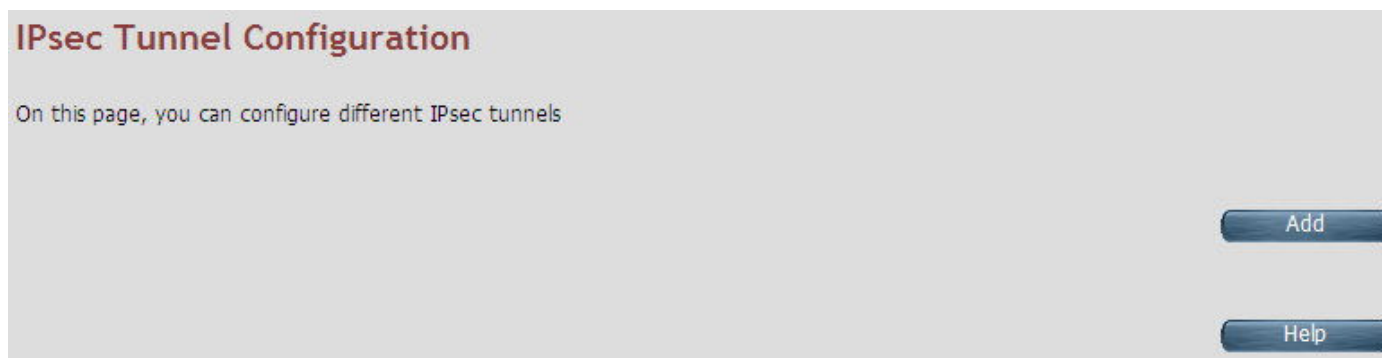 IPsec Tunnel Configuration
On this page, you can configure different IPsec tunnels
Add
Help